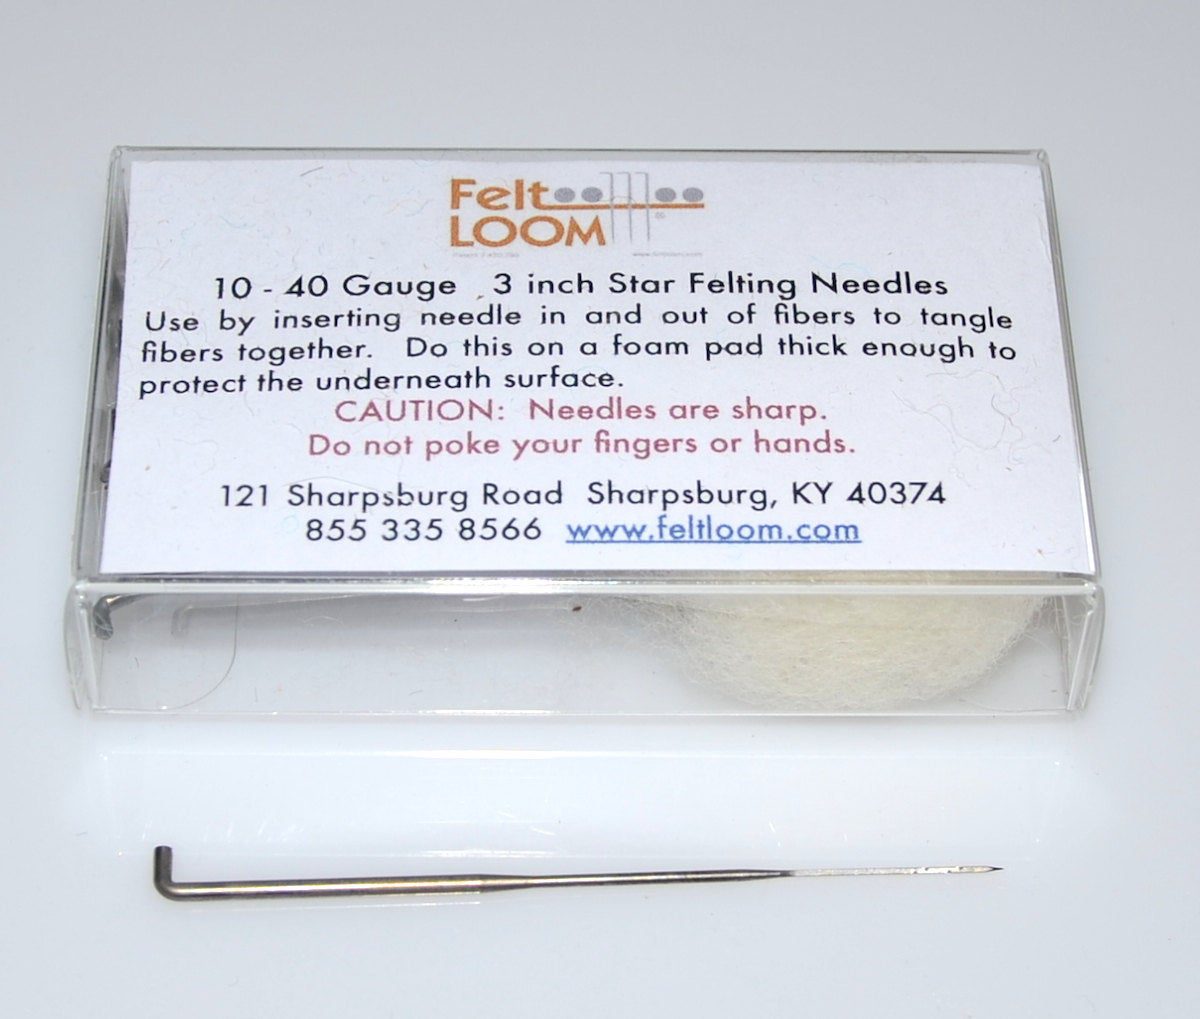 Felt
LOOM
10 - 40 Gauge 3 inch Star Felting Needles
Use by inserting needle in and out of fibers to tangle
fibers together. Do this on a foam pad thick enough to
protect the underneath surface.
CAUTION: Needles are sharp.
Do not poke your fingers or hands.
121 Sharpsburg Road Sharpsburg, KY 40374
855 335 8566 www.feltloom.com